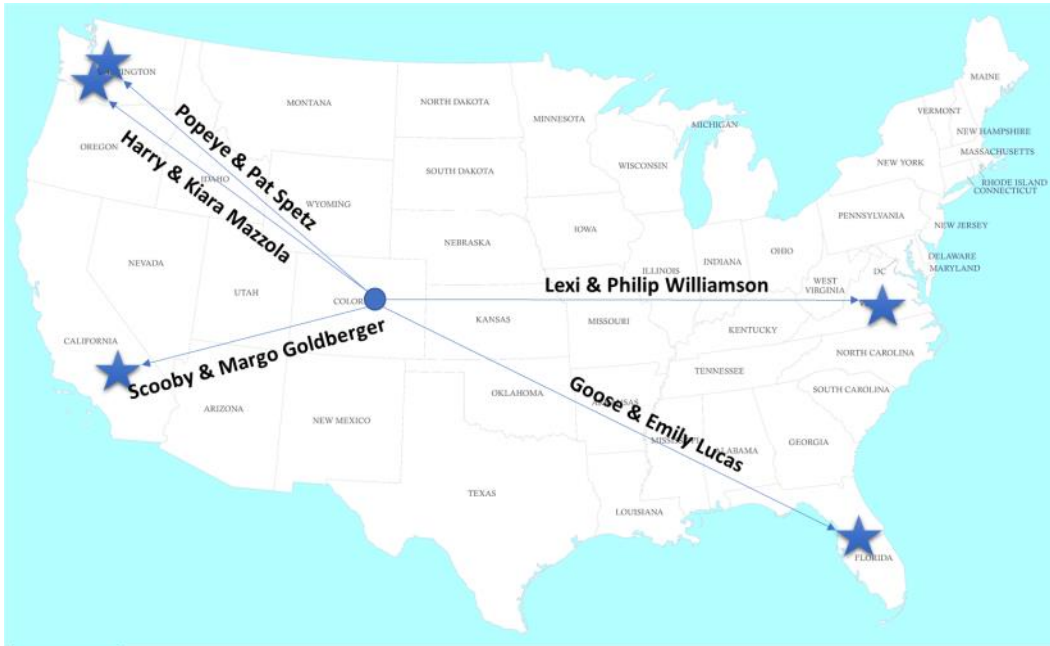 MAINE
WASHINGTON
MONTANA
NORTH DAKOTA
MINNESOTA
MICHIGAN
VERMONT
NEW HAMPSHIRE
MASSACHUSETTS
RHODE ISLAND
CONNECTICUT
OREGON
IDAHO
WYOMING
SOUTH DAKOTA
WISCONSIN
NEW YORK
Popeye & Pat Spetz
Harry & Kiara Mazzola
PENNSYLVANIA
NEW JERSEY
NEVADA
UTAH
COLOR
NEBRASKA
IOWA
ILLINOIS
INDIANA
OHIO
WEST
VIRGINIA
DC
DELAWARE
MARYLAND
Lexi & Philip Williamson
CALIFORNIA
KANSAS
MISSOURI
KENTUCKY
Scooby & Margo Goldberger
NORTH CAROLINA
TENNESSEE
SOUTH CAROLINA
ARIZONA
NEW MEXICO
OKLAHOMA
ARKANSAS
Goose & Emily Lucas
MISSISSIPPI
ALABAMA
GEORGIA
TEXAS
LOUISIANA
FLORIDA